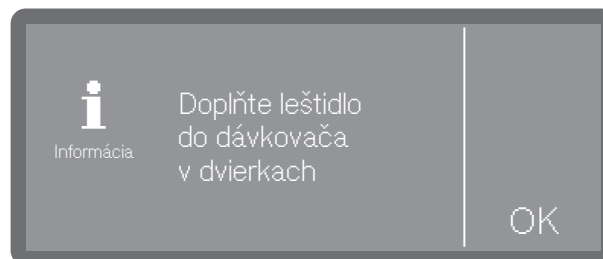 i
Informácia
Doplňte leštidlo
do dávkovača
v dvierkach
OK